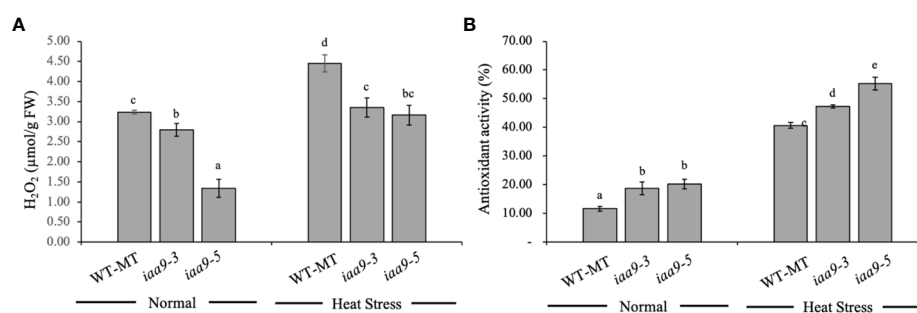 A
H₂O₂ (µmol/g FW)
5.00
4.50
4.00
3.50
3.00
2.50
2.00
1.50
1.00
0.50
0.00
c
b
a
d
c
bc
WT-MT
iaa9-3
iaa9-5
WT-MT
iaa9-3
iaa9-5
Normal
Heat Stress
B
Antioxidant activity (%)
70.00
60.00
50.00
40.00
30.00
20.00
10.00
-
a
b
b
c
d
e
WT-MT
iaa9-3
iaa9-5
WT-MT
iaa9-3
iaa9-5
Normal
Heat Stress